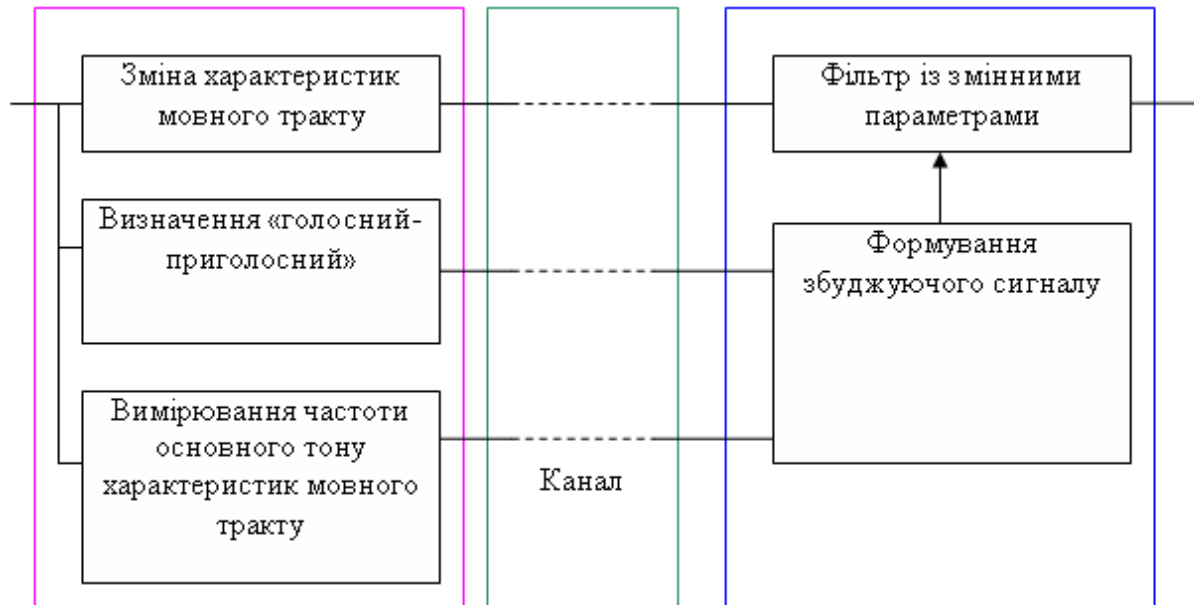 Зміна характеристик
мовного тракту
Визначення «голосний-
приголосний»
Вимірювання частоти
основного тону
характеристик мовного
тракту
Канал
Фільтр із змінними
параметрами
Формування
збуджуючого сигналу